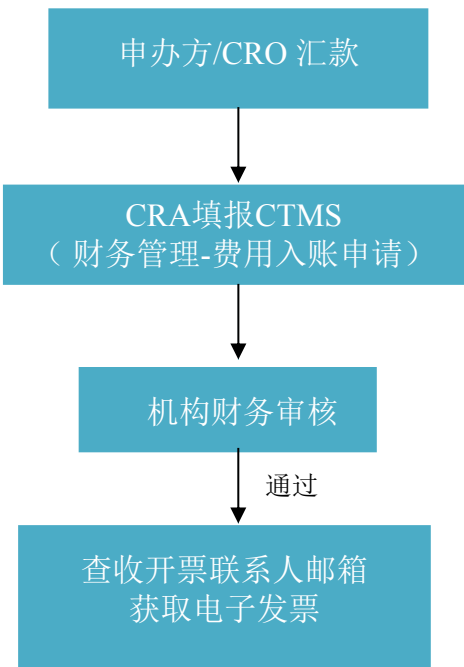 申办方/CRO 汇款
CRA填报CTMS
（ 财务管理-费用入账申请）
机构财务审核
通过
查收开票联系人邮箱
获取电子发票